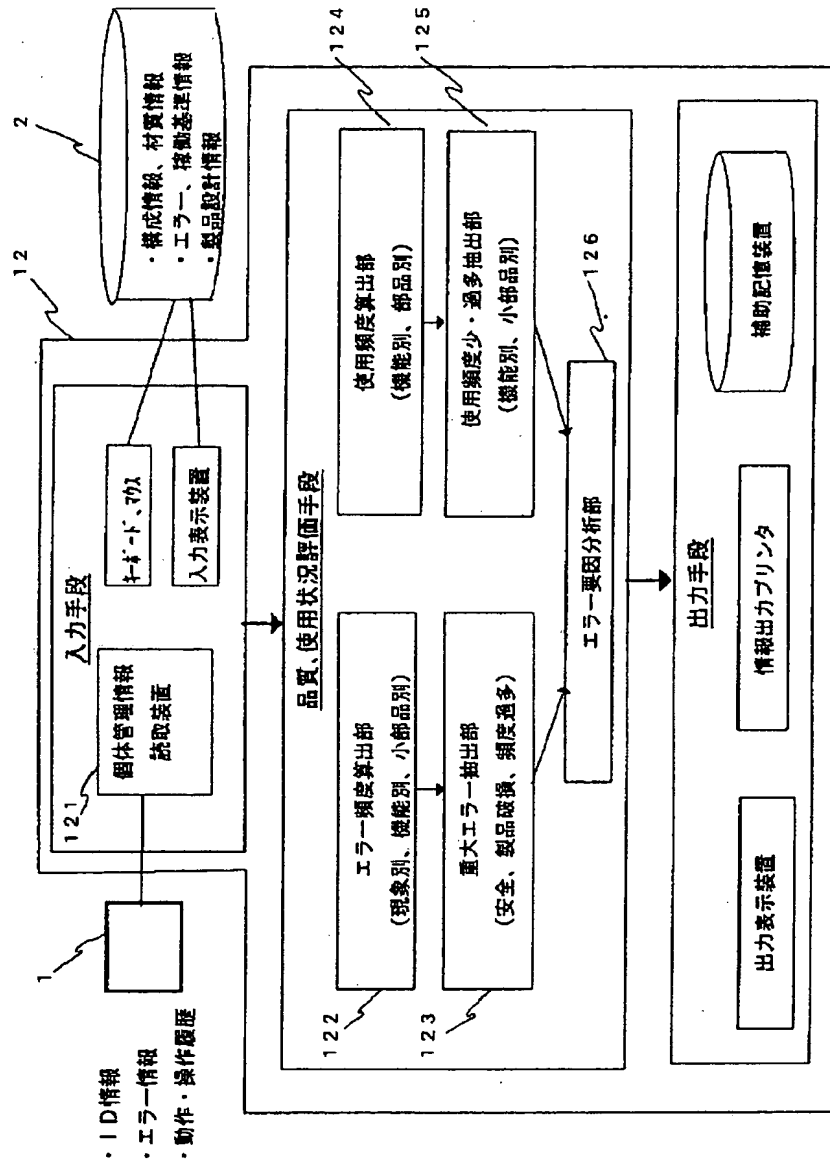 1
・ID情報
・エラー情報
・動作・操作履歴
12
2
・構成情報、材質情報
・エラー、稼働基準情報
・製品設計情報
入力手段
121
個体管理情報
読取装置
キーボード、マウス
入力表示装置
品質、使用状況評価手段
122
エラー頻度算出部
(現象別、機能別、小部品別)
123
重大エラー抽出部
(安全、製品破損、頻度過多)
124
使用頻度算出部
(機能別、部品別)
125
使用頻度少・過多抽出部
(機能別、小部品別)
126
エラー要因分析部
出力手段
出力表示装置
情報出力プリンタ
補助記憶装置